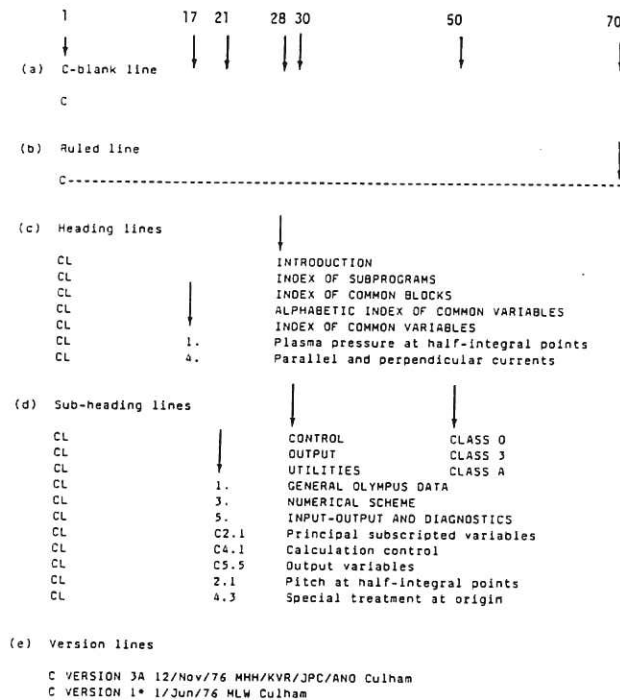 1 17 21 28 30 50 70
(a) C-blank line
C
(b) Ruled line
C-----------------------------------------------------------------------
(c) Heading lines
CL INTRODUCTION
CL INDEX OF SUBPROGRAMS
CL INDEX OF COMMON BLOCKS
CL ALPHABETIC INDEX OF COMMON VARIABLES
CL INDEX OF COMMON VARIABLES
CL 1. Plasma pressure at half-integral points
CL 4. Parallel and perpendicular currents
(d) Sub-heading lines
CL CONTROL CLASS 0
CL OUTPUT CLASS 3
CL UTILITIES CLASS A
CL 1. GENERAL OLYMPUS DATA
CL 3. NUMERICAL SCHEME
CL 5. INPUT-OUTPUT AND DIAGNOSTICS
CL C2.1 Principal subscripted variables
CL C4.1 Calculation control
CL C5.5 Output variables
CL 2.1 Pitch at half-integral points
CL 4.3 Special treatment at origin
(e) Version lines
C VERSION 3A 12/Nov/76 MHH/KVR/JPC/ANO Culham
C VERSION 1* 1/Jun/76 MLW Culham